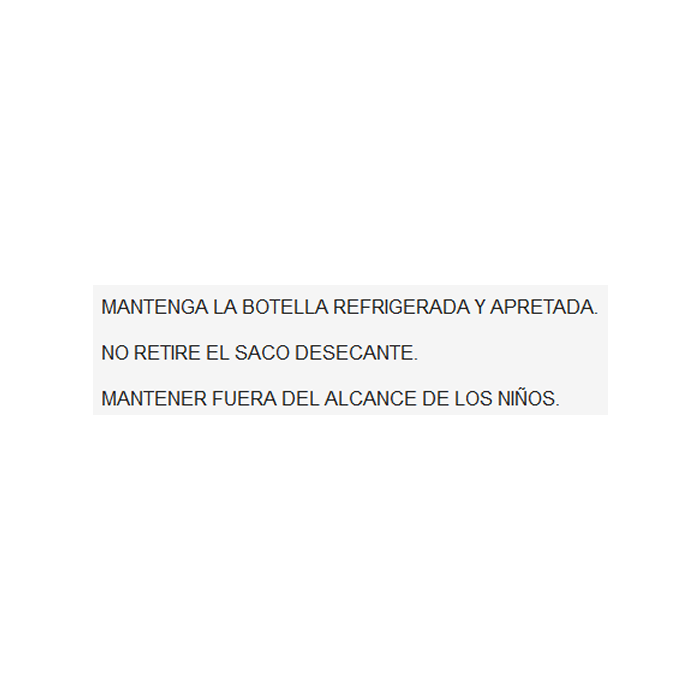 MANTENGA LA BOTELLA REFRIGERADA Y APRETADA.
NO RETIRE EL SACO DESECANTE.
MANTENER FUERA DEL ALCANCE DE LOS NIÑOS.